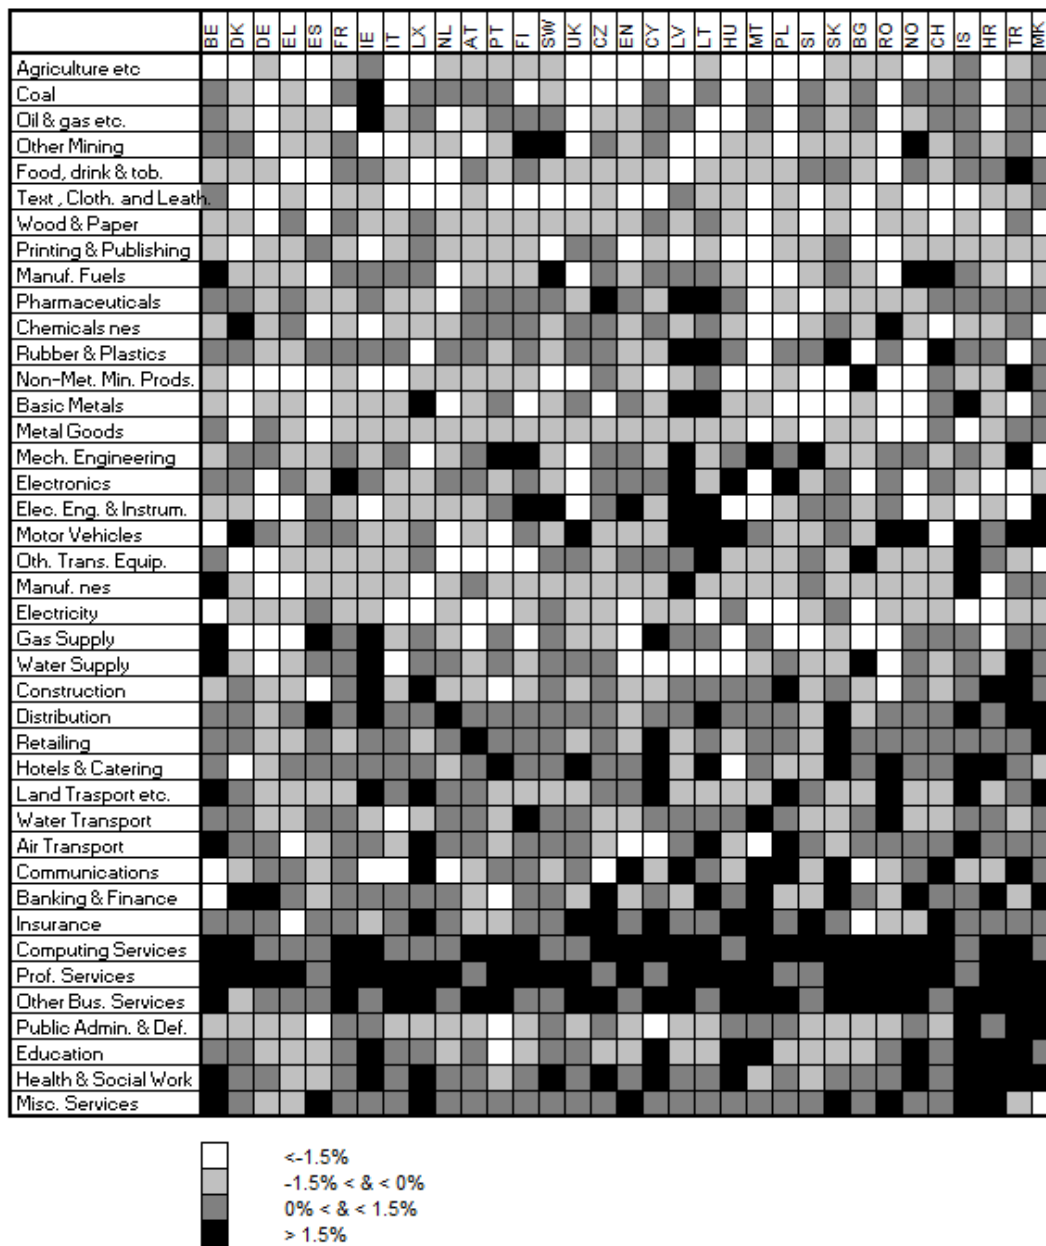 BE DK DE EL ES FR IE IT LX NL AT PT FI SW UK CZ EN CY LV LT HU MT PL SI SK BG RO NO CH IS HR TR MK
Agriculture etc
Coal
Oil & gas etc.
Other Mining
Food, drink & tob.
Text , Cloth. and Leath.
Wood & Paper
Printing & Publishing
Manuf. Fuels
Pharmaceuticals
Chemicals nes
Rubber & Plastics
Non-Met. Min. Prods.
Basic Metals
Metal Goods
Mech. Engineering
Electronics
Elec. Eng. & Instrum.
Motor Vehicles
Oth. Trans. Equip.
Manuf. nes
Electricity
Gas Supply
Water Supply
Construction
Distribution
Retailing
Hotels & Catering
Land Trasport etc.
Water Transport
Air Transport
Communications
Banking & Finance
Insurance
Computing Services
Prof. Services
Other Bus. Services
Public Admin. & Def.
Education
Health & Social Work
Misc. Services
<-1.5%
-1.5% < & < 0%
0% < & < 1.5%
> 1.5%